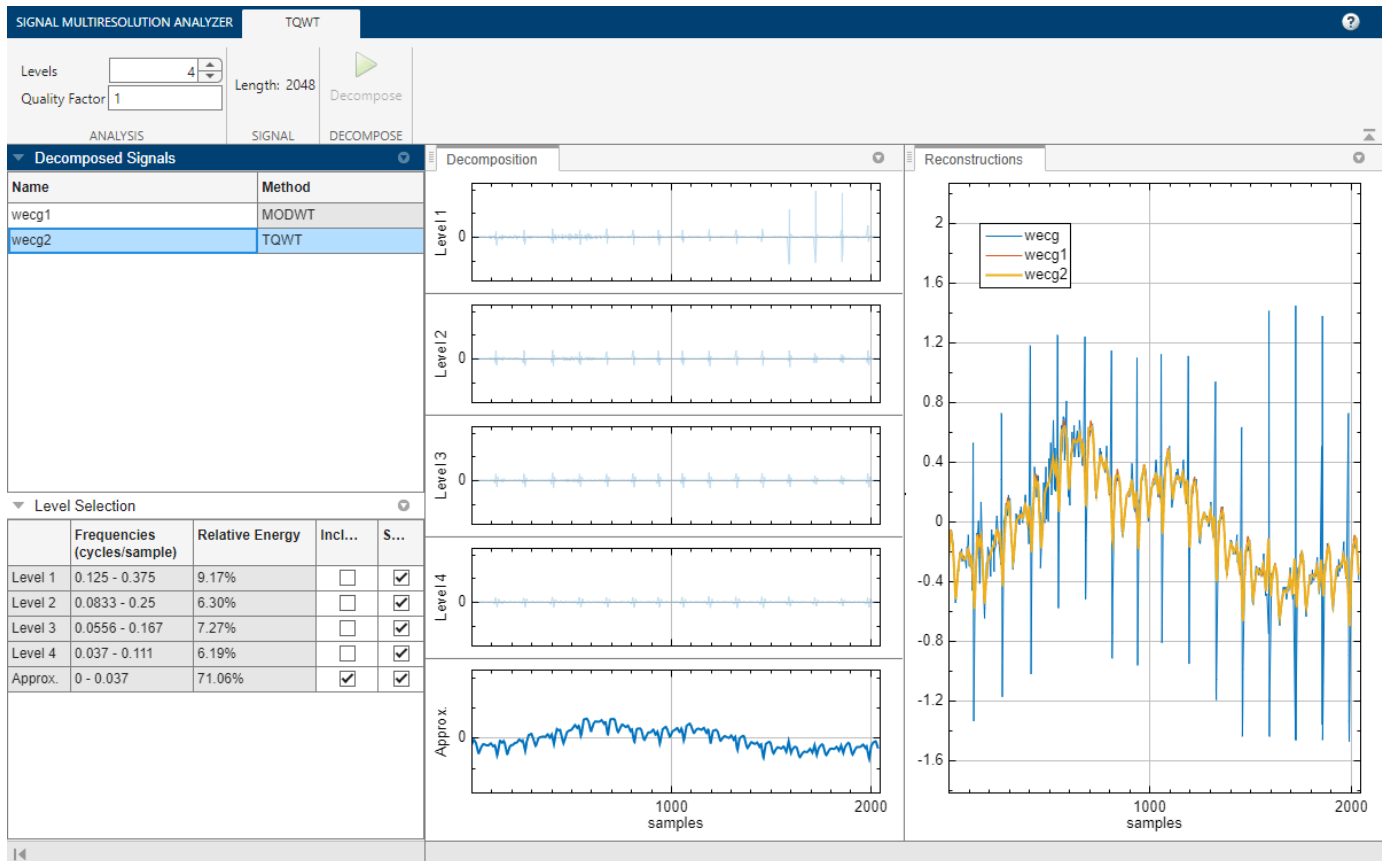 SIGNAL MULTIRESOLUTION ANALYZER TQWT ?
Levels 4
Quality Factor 1
Length: 2048
Decompose
ANALYSIS SIGNAL DECOMPOSE
Decomposed Signals
Name Method
wecg1 MODWT
wecg2 TQWT
Level Selection
Frequencies (cycles/sample) Relative Energy Incl... S...
Level 1 0.125 - 0.375 9.17%
Level 2 0.0833 - 0.25 6.30%
Level 3 0.0556 - 0.167 7.27%
Level 4 0.037 - 0.111 6.19%
Approx. 0 - 0.037 71.06%
Decomposition
Level 1 0
Level 2 0
Level 3 0
Level 4 0
Approx. 0
1000 2000
samples
Reconstructions
wecg
wecg1
wecg2
2
1.6
1.2
0.8
0.4
0
-0.4
-0.8
-1.2
-1.6
1000 2000
samples